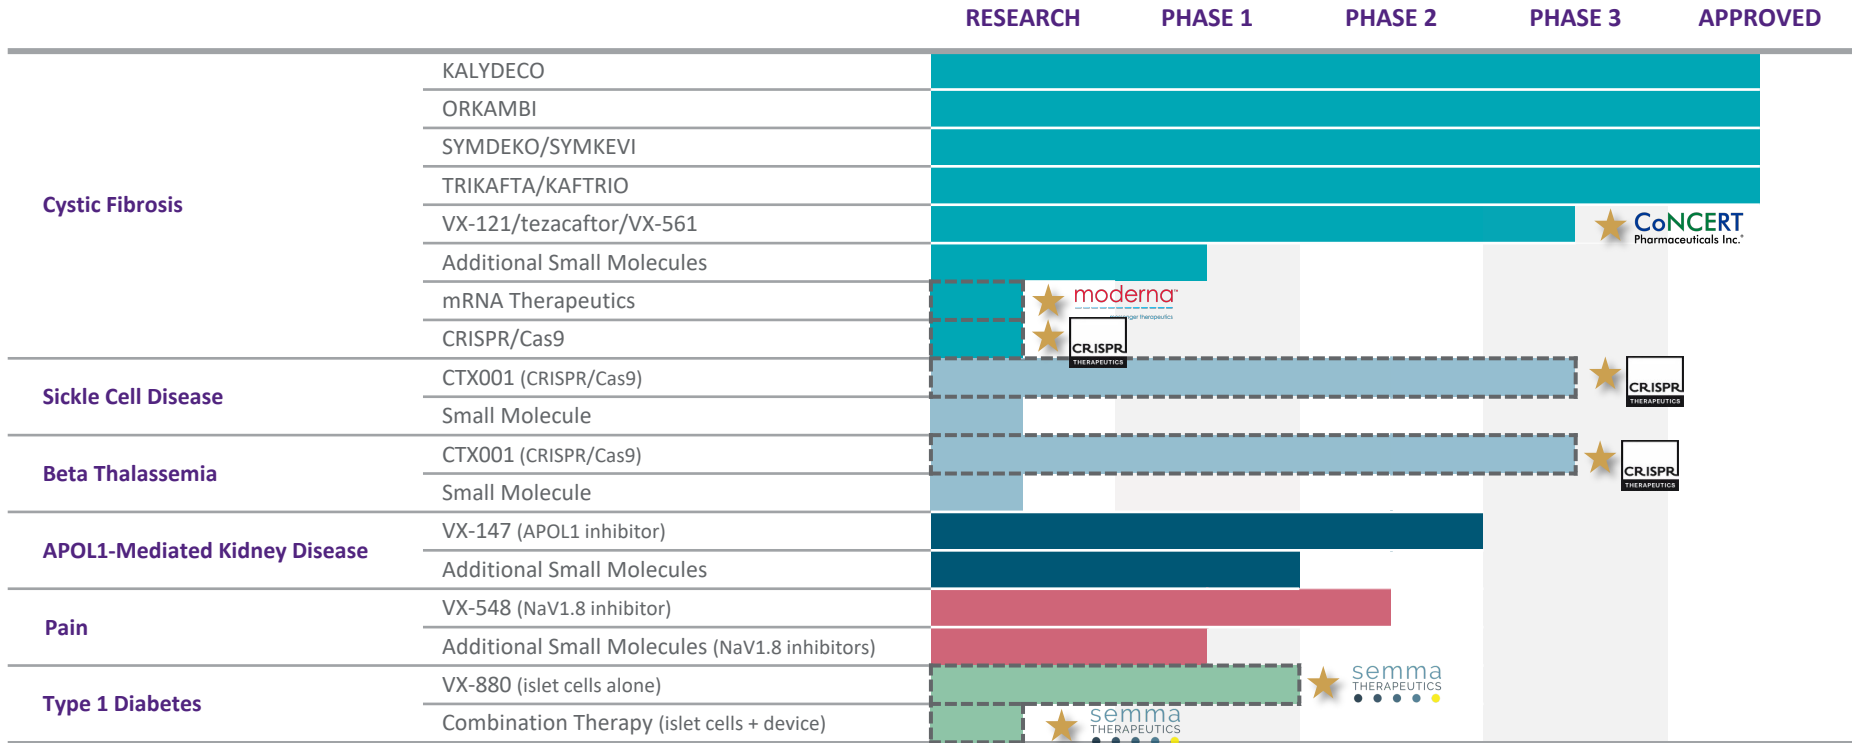 RESEARCH PHASE 1 PHASE 2 PHASE 3 APPROVED
Cystic Fibrosis
KALYDECO
ORKAMBI
SYMDEKO/SYMKEVI
TRIKAFTA/KAFTRIO
VX-121/tezacaftor/VX-561
CoNCERT
Pharmaceuticals Inc.
Additional Small Molecules
mRNA Therapeutics
moderna™
messenger therapeutics
CRISPR/Cas9
CRISPR
THERAPEUTICS
Sickle Cell Disease
CTX001 (CRISPR/Cas9)
CRISPR
THERAPEUTICS
Small Molecule
Beta Thalassemia
CTX001 (CRISPR/Cas9)
CRISPR
THERAPEUTICS
Small Molecule
APOL1-Mediated Kidney Disease
VX-147 (APOL1 inhibitor)
Additional Small Molecules
Pain
VX-548 (NaV1.8 inhibitor)
Additional Small Molecules (NaV1.8 inhibitors)
Type 1 Diabetes
VX-880 (islet cells alone)
semma
THERAPEUTICS
Combination Therapy (islet cells + device)
semma
THERAPEUTICS